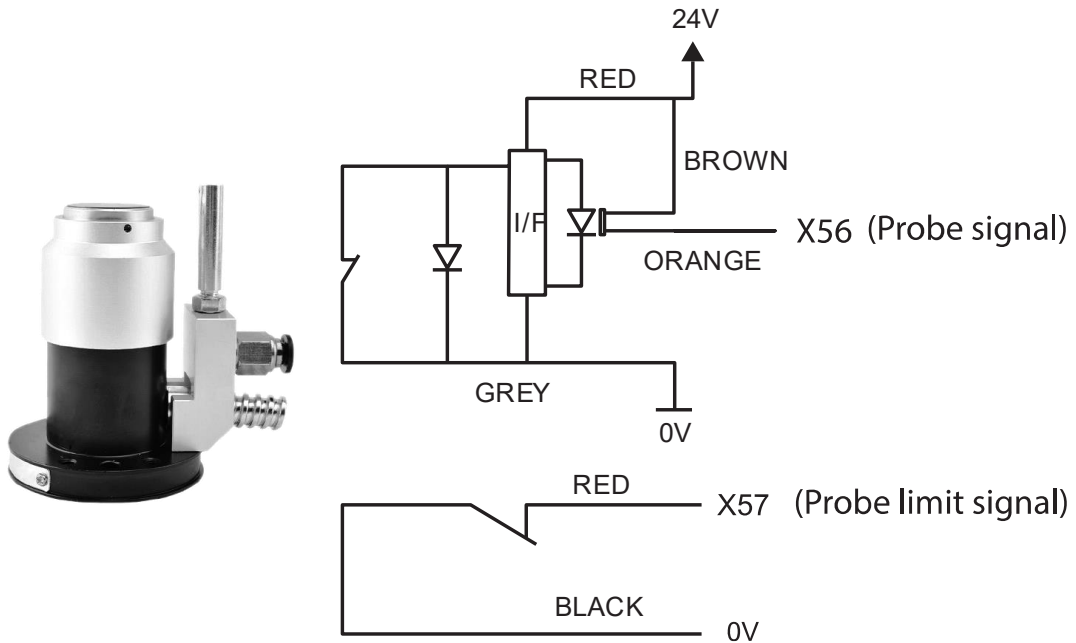 24V
RED
BROWN
I/F
X56 (Probe signal)
ORANGE
GREY
0V
RED
X57 (Probe limit signal)
BLACK
0V